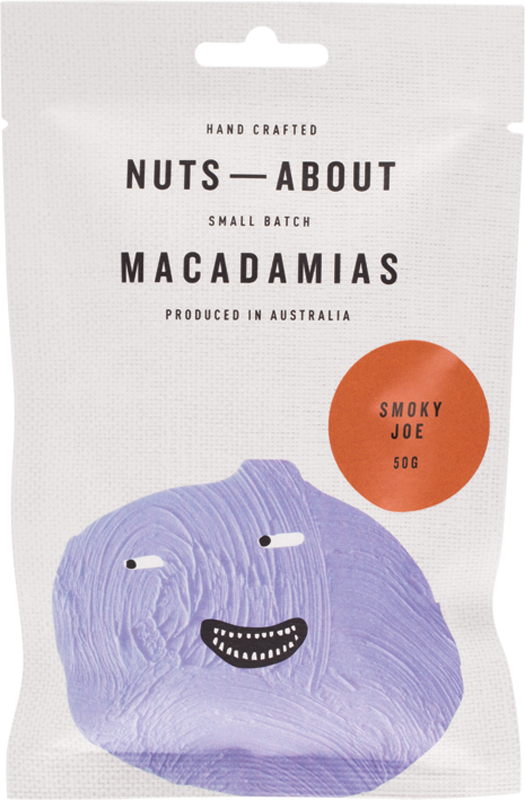 HAND CRAFTED
NUTS—ABOUT
SMALL BATCH
MACADAMIAS
PRODUCED IN AUSTRALIA
SMOKY
JOE
50G